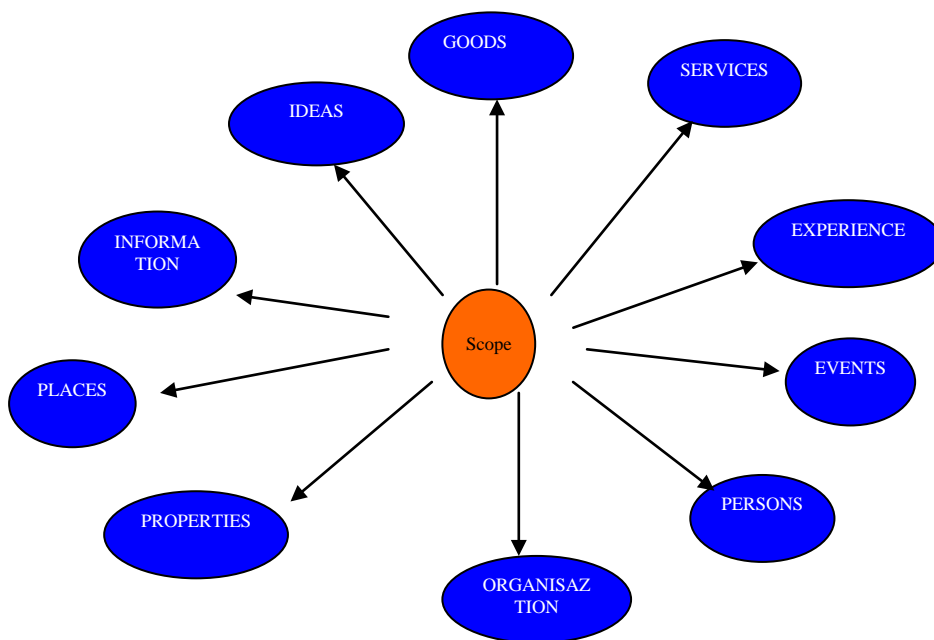 GOODS
SERVICES
IDEAS
EXPERIENCE
INFORMA
TION
Scope
EVENTS
PLACES
PERSONS
PROPERTIES
ORGANISAZ
TION